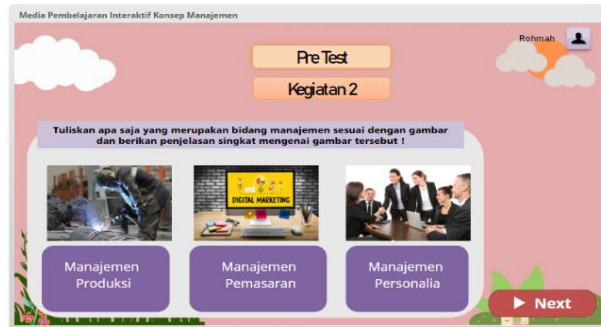 Media Pembelajaran Interaktif Konsep Manajemen
Rohmah
Pre Test
Kegiatan 2
Tuliskan apa saja yang merupakan bidang manajemen sesuai dengan gambar
dan berikan penjelasan singkat mengenai gambar tersebut !
DIGITAL MARKETING
Manajemen
Produksi
Manajemen
Pemasaran
Manajemen
Personalia
Next